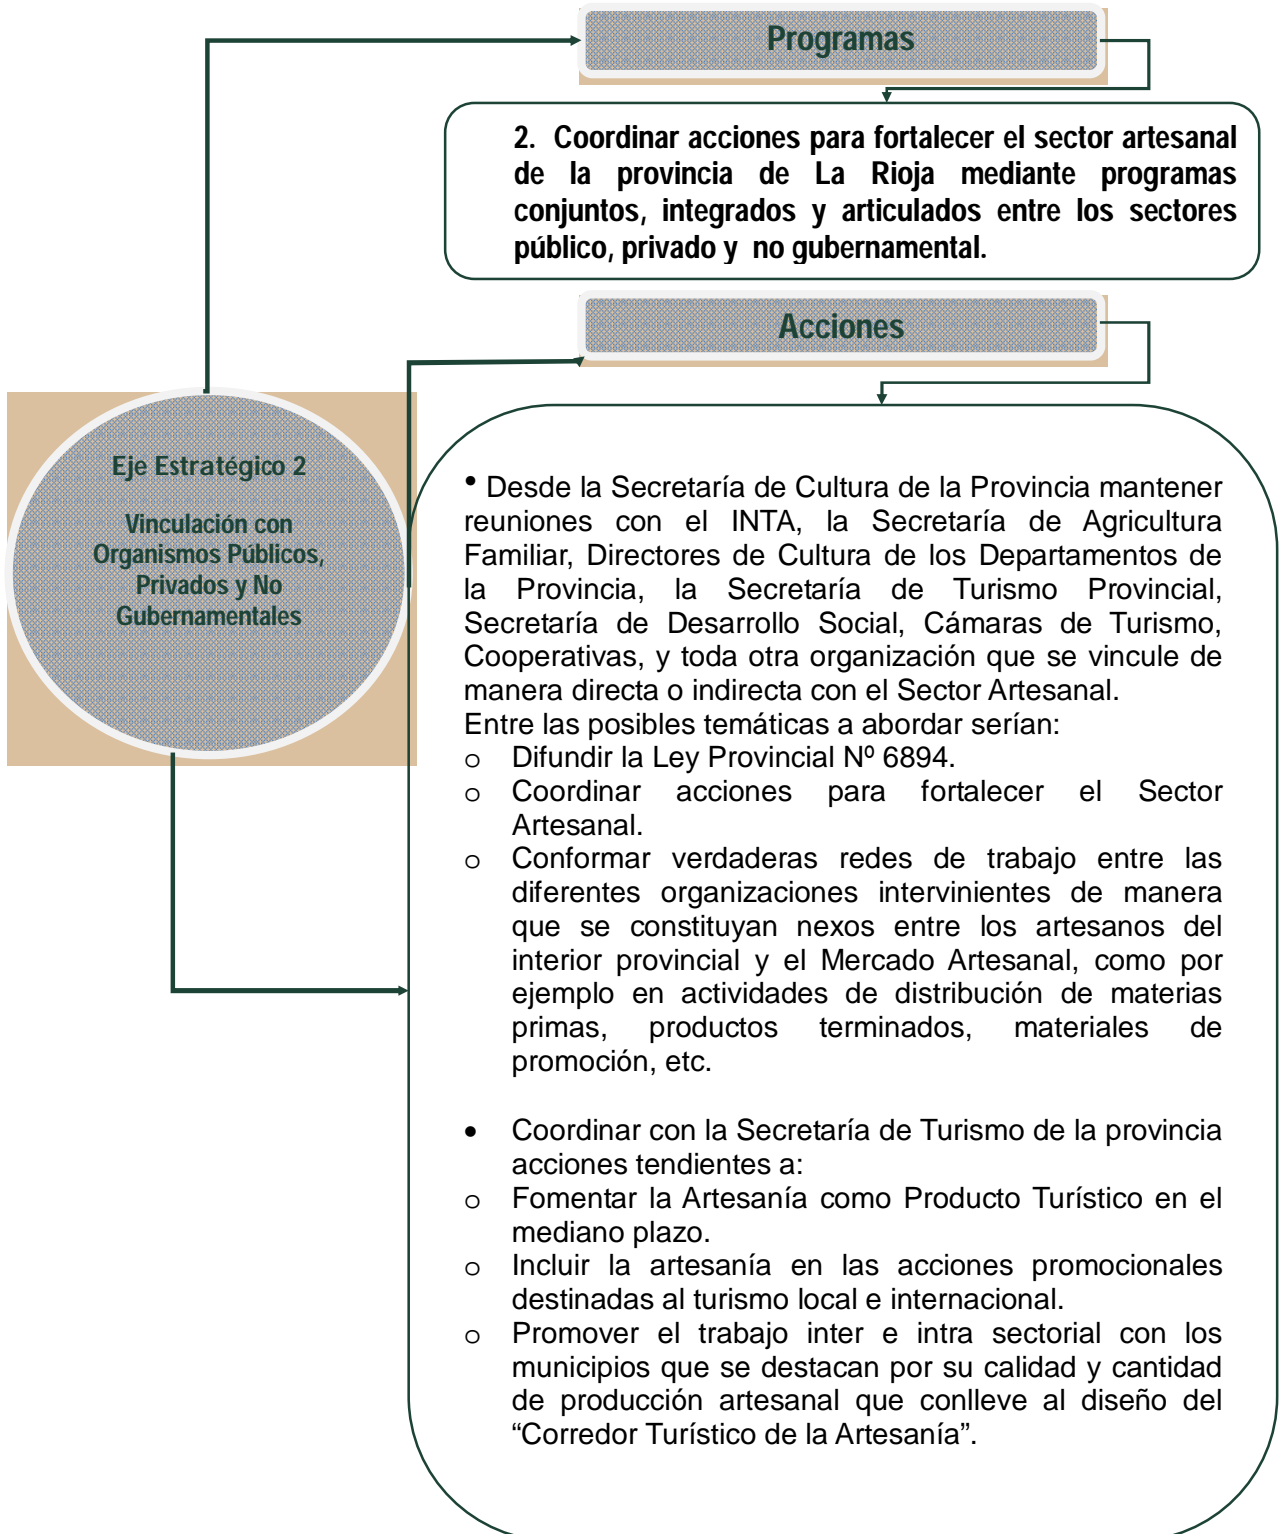 Programas
2. Coordinar acciones para fortalecer el sector artesanal
de la provincia de La Rioja mediante programas
conjuntos, integrados y articulados entre los sectores
público, privado y no gubernamental.
Acciones
Eje Estratégico 2
Vinculación con
Organismos Públicos,
Privados y No
Gubernamentales
• Desde la Secretaría de Cultura de la Provincia mantener
reuniones con el INTA, la Secretaría de Agricultura
Familiar, Directores de Cultura de los Departamentos de
la Provincia, la Secretaría de Turismo Provincial,
Secretaría de Desarrollo Social, Cámaras de Turismo,
Cooperativas, y toda otra organización que se vincule de
manera directa o indirecta con el Sector Artesanal.
Entre las posibles temáticas a abordar serían:
o Difundir la Ley Provincial Nº 6894.
o Coordinar acciones para fortalecer el Sector
Artesanal.
o Conformar verdaderas redes de trabajo entre las
diferentes organizaciones intervinientes de manera
que se constituyan nexos entre los artesanos del
interior provincial y el Mercado Artesanal, como por
ejemplo en actividades de distribución de materias
primas, productos terminados, materiales de
promoción, etc.
• Coordinar con la Secretaría de Turismo de la provincia
acciones tendientes a:
o Fomentar la Artesanía como Producto Turístico en el
mediano plazo.
o Incluir la artesanía en las acciones promocionales
destinadas al turismo local e internacional.
o Promover el trabajo inter e intra sectorial con los
municipios que se destacan por su calidad y cantidad
de producción artesanal que conlleve al diseño del
“Corredor Turístico de la Artesanía”.